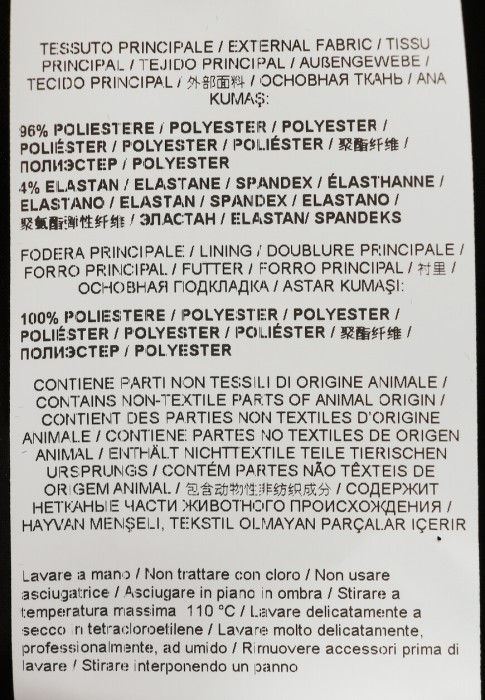 TESSUTO PRINCIPALE / EXTERNAL FABRIC / TISSU
PRINCIPAL / TEJIDO PRINCIPAL / AUßENGEWEBE /
TECIDO PRINCIPAL / 外部面料 / ОСНОВНАЯ ТКАНЬ / ANA
KUMAŞ:
96% POLIESTERE / POLYESTER / POLYESTER /
POLIÉSTER / POLYESTER / POLIÉSTER / 聚酯纤维 /
ПОЛИЭСТЕР / POLYESTER
4% ELASTAN / ELASTANE / SPANDEX / ÉLASTHANNE /
ELASTANO / ELASTAN / SPANDEX / ELASTANO /
聚氨酯弹性纤维 / ЭЛАСТАН / ELASTAN/ SPANDEKS
FODERA PRINCIPALE / LINING / DOUBLURE PRINCIPALE /
FORRO PRINCIPAL / FUTTER / FORRO PRINCIPAL / 衬里 /
ОСНОВНАЯ ПОДКЛАДКА / ASTAR KUMAŞI:
100% POLIESTERE / POLYESTER / POLYESTER /
POLIÉSTER / POLYESTER / POLIÉSTER / 聚酯纤维 /
ПОЛИЭСТЕР / POLYESTER
CONTIENE PARTI NON TESSILI DI ORIGINE ANIMALE /
CONTAINS NON-TEXTILE PARTS OF ANIMAL ORIGIN /
CONTIENT DES PARTIES NON TEXTILES D'ORIGINE
ANIMALE / CONTIENE PARTES NO TEXTILES DE ORIGEN
ANIMAL / ENTHÄLT NICHTTEXTILE TEILE TIERISCHEN
URSPRUNGS / CONTÉM PARTES NÃO TÊXTEIS DE
ORIGEM ANIMAL / 包含动物性非纺织成分 / СОДЕРЖИТ
НЕТКАНЫЕ ЧАСТИ ЖИВОТНОГО ПРОИСХОЖДЕНИЯ /
HAYVAN MENŞELİ, TEKSTIL OLMAYAN PARÇALAR IÇERIR
Lavare a mano / Non trattare con cloro / Non usare
asciugatrice / Asciugare in piano in ombra / Stirare a
temperatura massima 110 °C / Lavare delicatamente a
secco in tetracloroetilene / Lavare molto delicatamente,
professionalmente, ad umido / Rimuovere accessori prima di
lavare / Stirare interponendo un panno